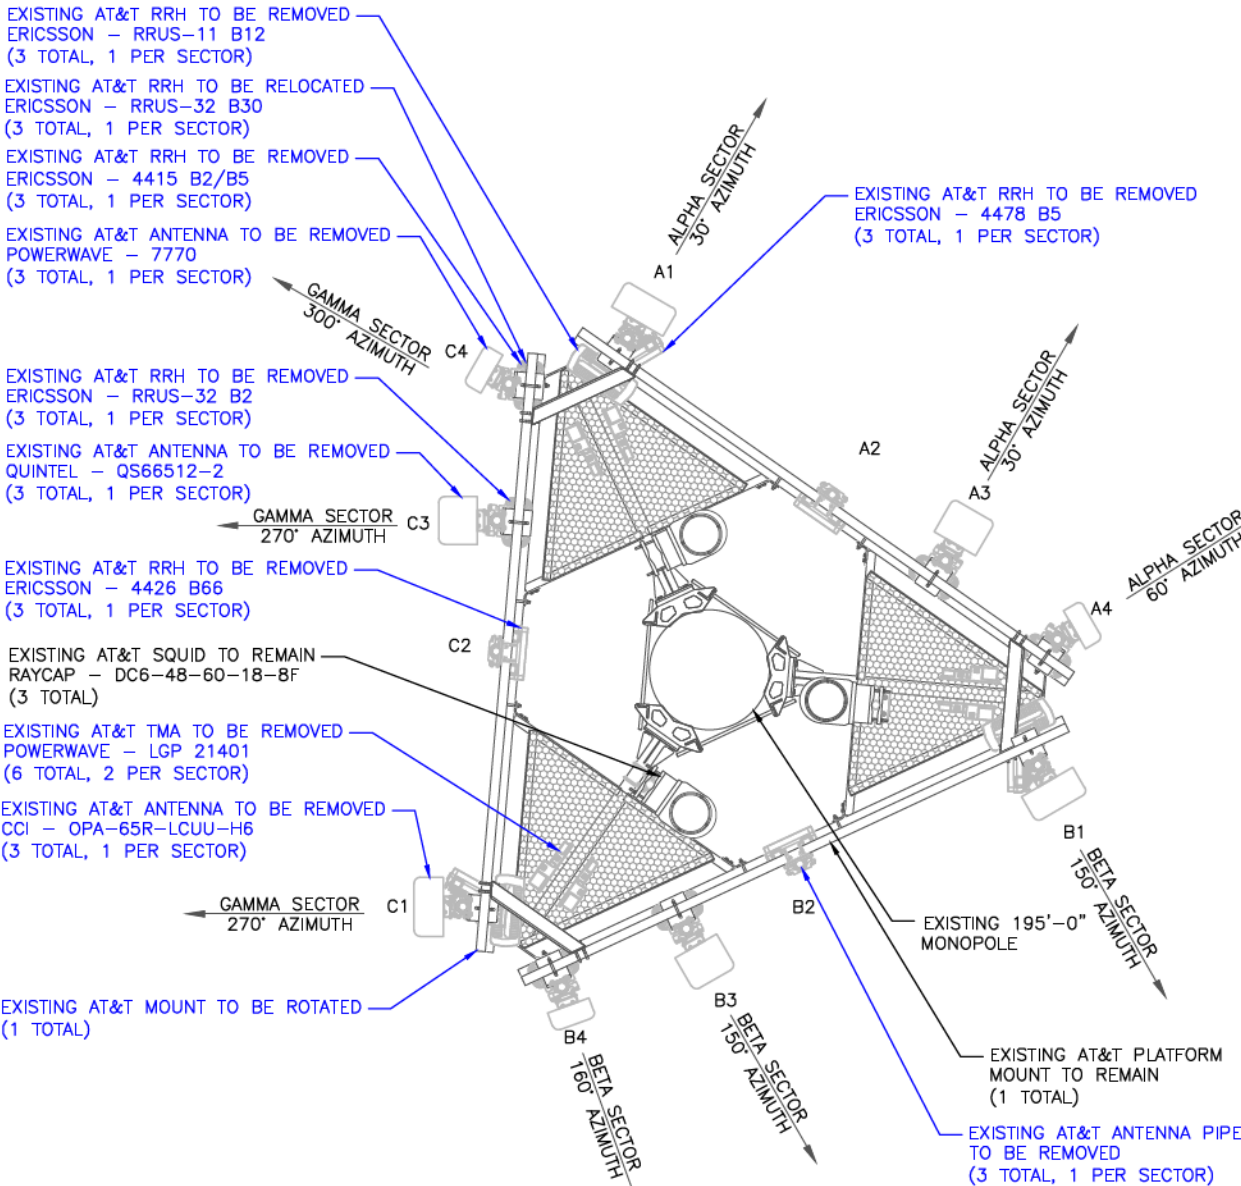 EXISTING AT&T RRH TO BE REMOVED
ERICSSON – RRUS–11 B12
(3 TOTAL, 1 PER SECTOR)
EXISTING AT&T RRH TO BE RELOCATED
ERICSSON – RRUS–32 B30
(3 TOTAL, 1 PER SECTOR)
EXISTING AT&T RRH TO BE REMOVED
ERICSSON – 4415 B2/B5
(3 TOTAL, 1 PER SECTOR)
EXISTING AT&T ANTENNA TO BE REMOVED
POWERWAVE – 7770
(3 TOTAL, 1 PER SECTOR)
EXISTING AT&T RRH TO BE REMOVED
ERICSSON – RRUS–32 B2
(3 TOTAL, 1 PER SECTOR)
EXISTING AT&T ANTENNA TO BE REMOVED
QUINTEL – QS66512–2
(3 TOTAL, 1 PER SECTOR)
EXISTING AT&T RRH TO BE REMOVED
ERICSSON – 4426 B66
(3 TOTAL, 1 PER SECTOR)
EXISTING AT&T SQUID TO REMAIN
RAYCAP – DC6–48–60–18–8F
(3 TOTAL)
EXISTING AT&T TMA TO BE REMOVED
POWERWAVE – LGP 21401
(6 TOTAL, 2 PER SECTOR)
EXISTING AT&T ANTENNA TO BE REMOVED
CCI – OPA–65R–LCUU–H6
(3 TOTAL, 1 PER SECTOR)
EXISTING AT&T MOUNT TO BE ROTATED
(1 TOTAL)
GAMMA SECTOR
300° AZIMUTH
C4
GAMMA SECTOR
270° AZIMUTH
C3
C2
GAMMA SECTOR
270° AZIMUTH
C1
ALPHA SECTOR
30° AZIMUTH
A1
EXISTING AT&T RRH TO BE REMOVED
ERICSSON – 4478 B5
(3 TOTAL, 1 PER SECTOR)
A2
ALPHA SECTOR
30° AZIMUTH
A3
ALPHA SECTOR
60° AZIMUTH
A4
B1
BETA SECTOR
150° AZIMUTH
B2
EXISTING 195'–0"
MONOPOLE
B3
BETA SECTOR
150° AZIMUTH
B4
BETA SECTOR
160° AZIMUTH
EXISTING AT&T PLATFORM
MOUNT TO REMAIN
(1 TOTAL)
EXISTING AT&T ANTENNA PIPE
TO BE REMOVED
(3 TOTAL, 1 PER SECTOR)